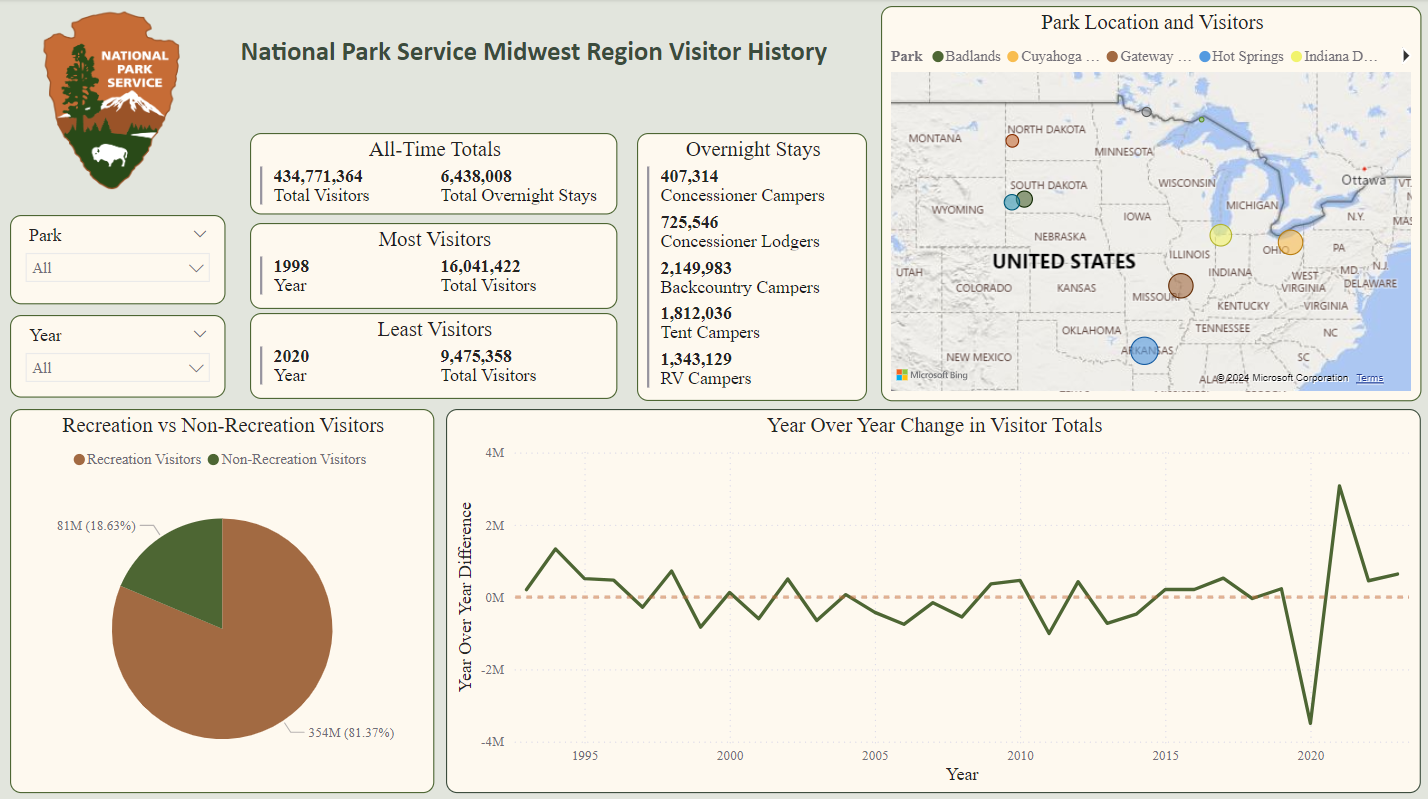 NATIONAL
PARK
SERVICE
National Park Service Midwest Region Visitor History
Park
All
Year
All
All-Time Totals
434,771,364
Total Visitors
6,438,008
Total Overnight Stays
Most Visitors
1998
Year
16,041,422
Total Visitors
Least Visitors
2020
Year
9,475,358
Total Visitors
Overnight Stays
407,314
Concessioner Campers
725,546
Concessioner Lodgers
2,149,983
Backcountry Campers
1,812,036
Tent Campers
1,343,129
RV Campers
Park Location and Visitors
Park Badlands Cuyahoga … Gateway … Hot Springs Indiana D…
MONTANA
NORTH DAKOTA
MINNESOTA
Ottawa
SOUTH DAKOTA
WISCONSIN
VT.
WYOMING
MICHIGAN
IOWA
N.Y.
MAS
NEBRASKA
OHIO
PA
ILLINOIS
UNITED STATES
UTAH
INDIANA
MD.
N.J.
COLORADO
KANSAS
WEST
VIRGINIA
DELAWARE
MISSOURI
KENTUCKY
VIRGINIA
OKLAHOMA
TENNESSEE
NC
ARKANSAS
NEW MEXICO
SC
Microsoft Bing
© 2024 Microsoft Corporation Terms
Recreation vs Non-Recreation Visitors
Recreation Visitors Non-Recreation Visitors
81M (18.63%)
354M (81.37%)
Year Over Year Change in Visitor Totals
Year Over Year Difference
4M
2M
0M
-2M
-4M
1995
2000
2005
2010
2015
2020
Year